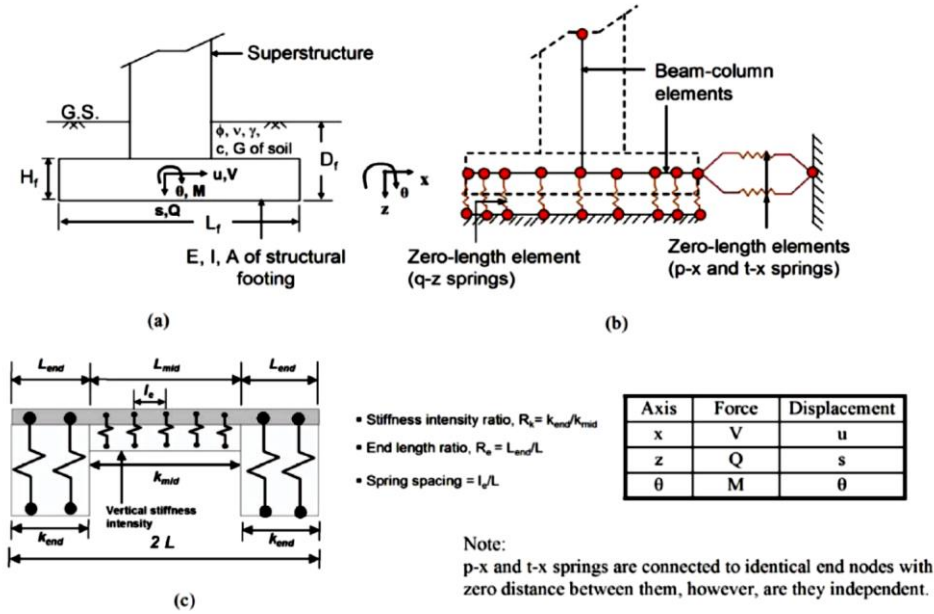 (a)
Superstructure
G.S.
ϕ, ν, γ,
c, G of soil
D_f
H_f
u,V
θ, M
s,Q
L_f
E, I, A of structural
footing
x
θ
z
(b)
Beam-column
elements
Zero-length element
(q-z springs)
Zero-length elements
(p-x and t-x springs)
(a)
(b)
L_end
L_mid
L_end
l_e
k_mid
Vertical stiffness
intensity
k_end
k_end
2 L
(c)
▪ Stiffness intensity ratio, R_k= k_end/k_mid
▪ End length ratio, R_e = L_end/L
▪ Spring spacing = l_e/L
Axis Force Displacement
x V u
z Q s
θ M θ
Note:
p-x and t-x springs are connected to identical end nodes with
zero distance between them, however, are they independent.